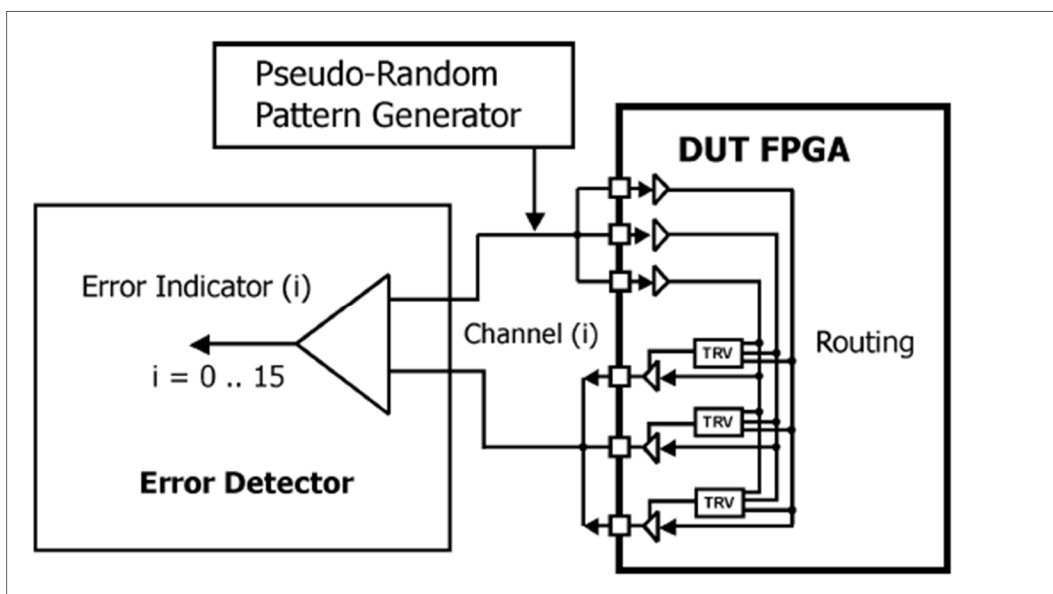 Pseudo-Random
Pattern Generator
DUT FPGA
Error Indicator (i)
i = 0 .. 15
Channel (i)
Error Detector
Routing
TRV
TRV
TRV